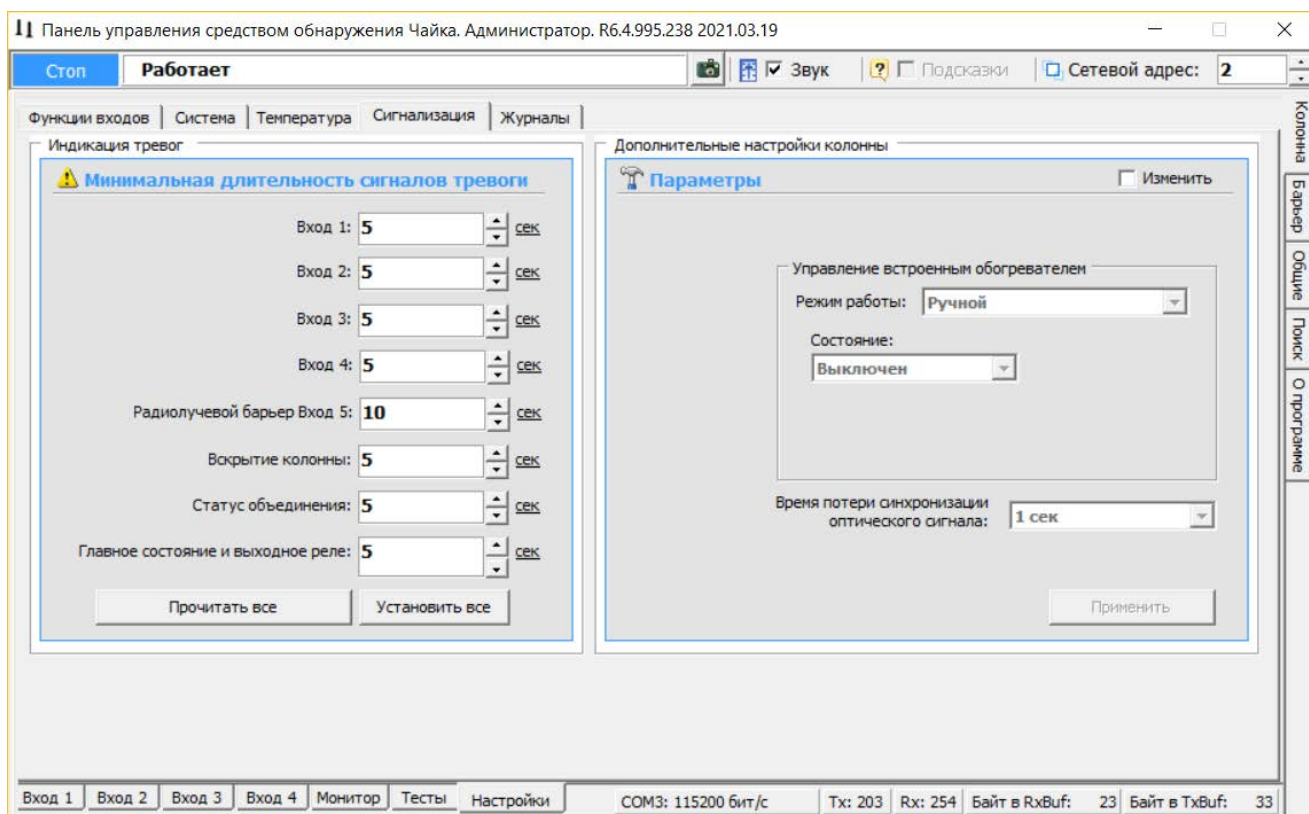 Панель управления средством обнаружения Чайка. Администратор. R6.4.995.238 2021.03.19
Стоп Работает Звук Подсказки Сетевой адрес: 2
Функции входов Система Температура Сигнализация Журналы
Индикация тревог
Минимальная длительность сигналов тревоги
Вход 1: 5 сек
Вход 2: 5 сек
Вход 3: 5 сек
Вход 4: 5 сек
Радиолучевой барьер Вход 5: 10 сек
Вскрытие колонны: 5 сек
Статус объединения: 5 сек
Главное состояние и выходное реле: 5 сек
Прочитать все Установить все
Дополнительные настройки колонны
Параметры Изменить
Управление встроенным обогревателем
Режим работы: Ручной
Состояние:
Выключен
Время потери синхронизации
оптического сигнала: 1 сек
Применить
Колонна
Барьер
Общие
Поиск
О программе
Вход 1 Вход 2 Вход 3 Вход 4 Монитор Тесты Настройки
COM3: 115200 бит/с Tx: 203 Rx: 254 Байт в RxBuf: 23 Байт в TxBuf: 33